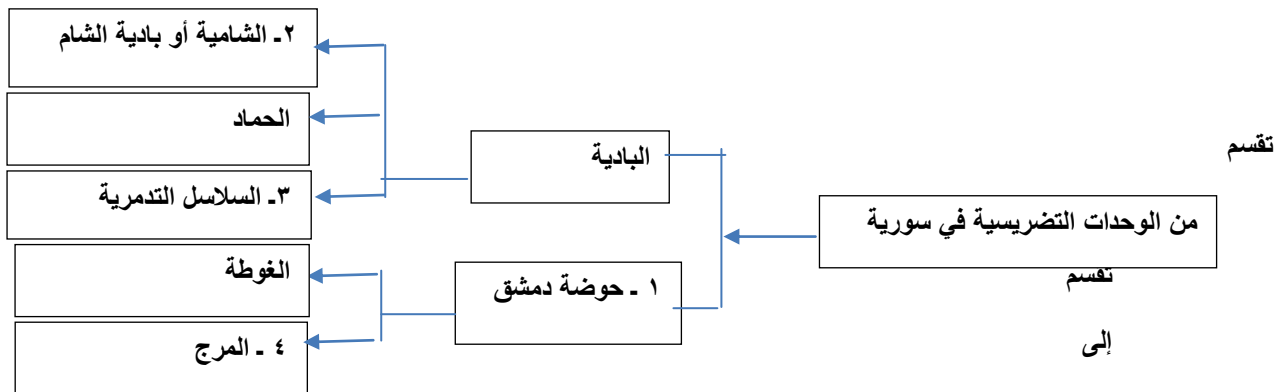 تقسم
من الوحدات التضريسية في سورية
تقسم
إلى
البادية
١ ـ حوضة دمشق
٢ـ الشامية أو بادية الشام
الحماد
٣ـ السلاسل التدمرية
الغوطة
٤ ـ المرج